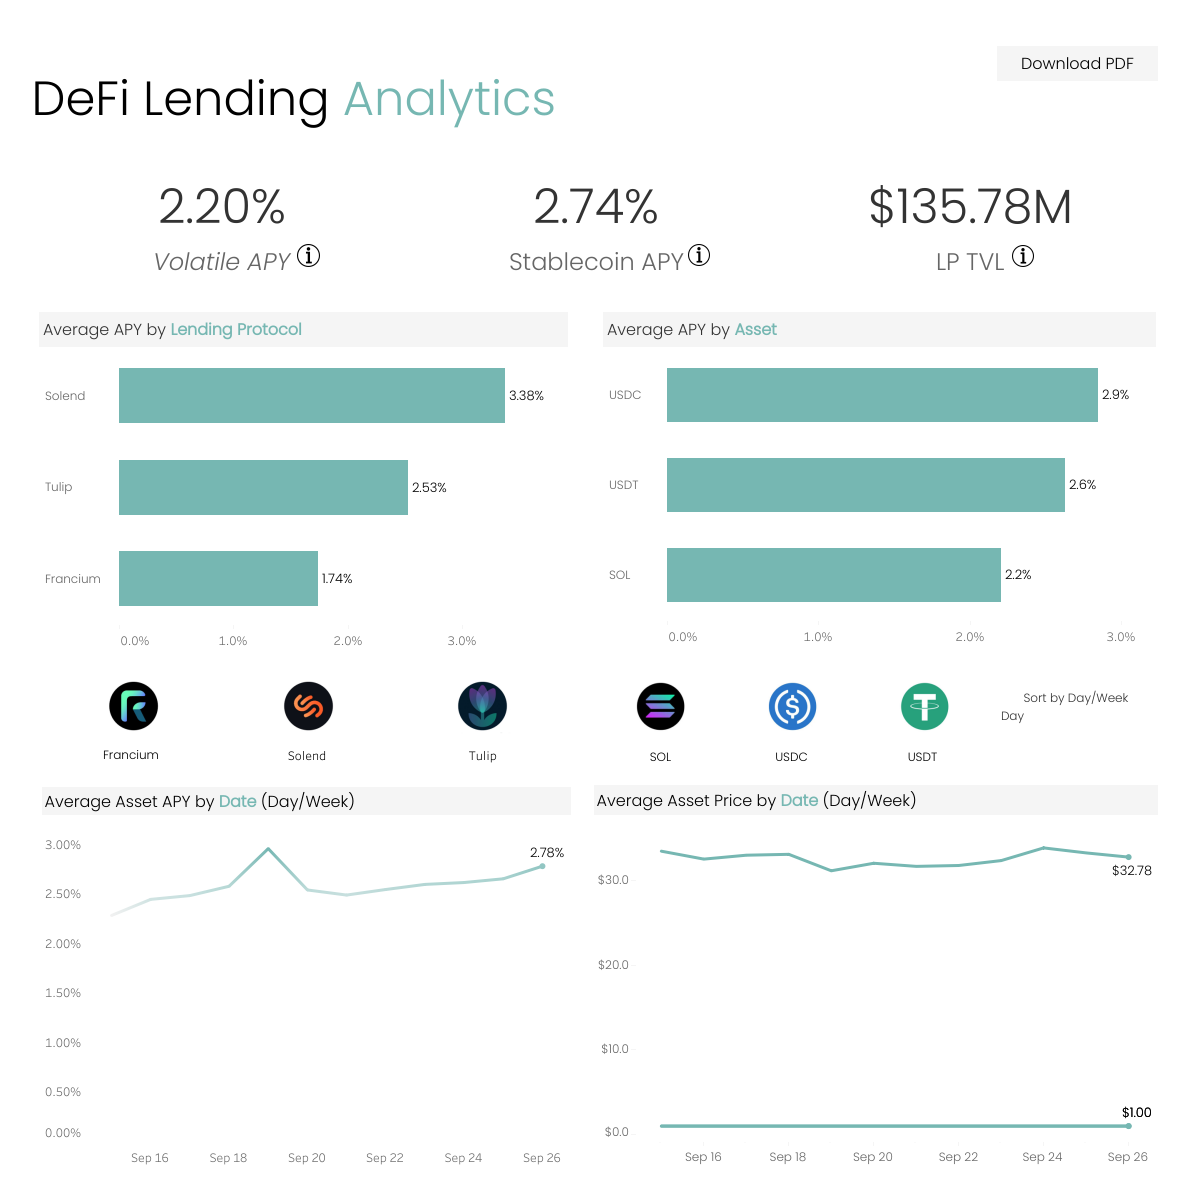 Download PDF
DeFi Lending Analytics
2.20%
Volatile APY
2.74%
Stablecoin APY
$135.78M
LP TVL
Average APY by Lending Protocol
Solend
3.38%
Tulip
2.53%
Francium
1.74%
0.0% 1.0% 2.0% 3.0%
Average APY by Asset
USDC
2.9%
USDT
2.6%
SOL
2.2%
0.0% 1.0% 2.0% 3.0%
Francium Solend Tulip
SOL USDC USDT
Sort by Day/Week
Day
Average Asset APY by Date (Day/Week)
3.00%
2.78%
2.50%
2.00%
1.50%
1.00%
0.50%
0.00%
Sep 16 Sep 18 Sep 20 Sep 22 Sep 24 Sep 26
Average Asset Price by Date (Day/Week)
$32.78
$30.0
$20.0
$10.0
$1.00
$0.0
Sep 16 Sep 18 Sep 20 Sep 22 Sep 24 Sep 26